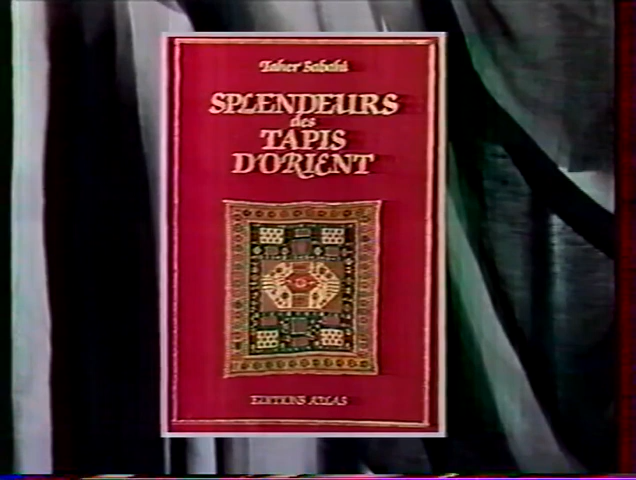 Taher Sabahi
SPLENDEURS
des
TAPIS
D'ORIENT
EDITIONS ATLAS